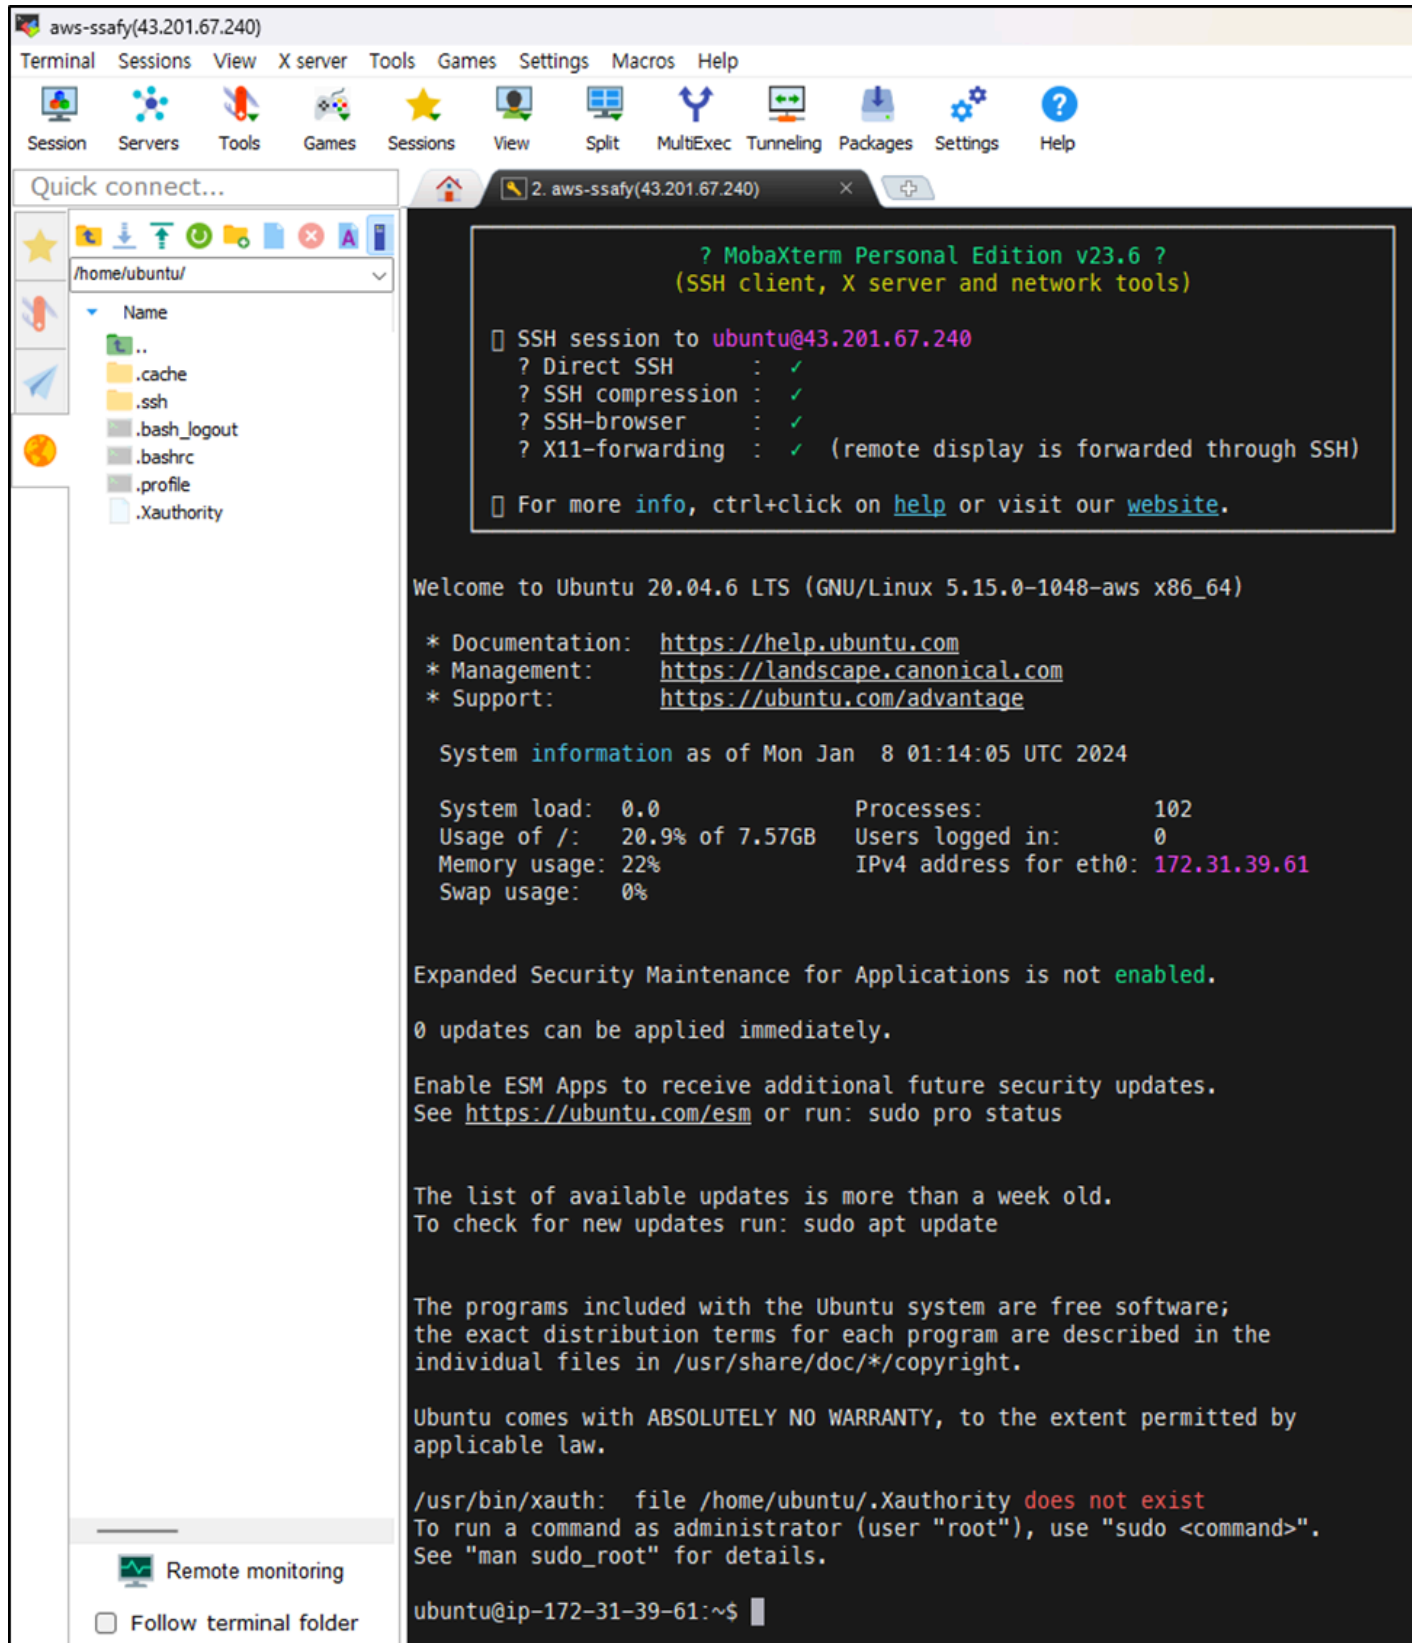 aws-ssafy(43.201.67.240)
Terminal Sessions View X server Tools Games Settings Macros Help
Session Servers Tools Games Sessions View Split MultiExec Tunneling Packages Settings Help
Quick connect...
2. aws-ssafy(43.201.67.240)
/home/ubuntu/
Name
..
.cache
.ssh
.bash_logout
.bashrc
.profile
.Xauthority
Remote monitoring
Follow terminal folder
? MobaXterm Personal Edition v23.6 ?
(SSH client, X server and network tools)
SSH session to ubuntu@43.201.67.240
? Direct SSH : ✓
? SSH compression : ✓
? SSH-browser : ✓
? X11-forwarding : ✓ (remote display is forwarded through SSH)
For more info, ctrl+click on help or visit our website.
Welcome to Ubuntu 20.04.6 LTS (GNU/Linux 5.15.0-1048-aws x86_64)
* Documentation: https://help.ubuntu.com
* Management: https://landscape.canonical.com
* Support: https://ubuntu.com/advantage
System information as of Mon Jan 8 01:14:05 UTC 2024
System load: 0.0 Processes: 102
Usage of /: 20.9% of 7.57GB Users logged in: 0
Memory usage: 22% IPv4 address for eth0: 172.31.39.61
Swap usage: 0%
Expanded Security Maintenance for Applications is not enabled.
0 updates can be applied immediately.
Enable ESM Apps to receive additional future security updates.
See https://ubuntu.com/esm or run: sudo pro status
The list of available updates is more than a week old.
To check for new updates run: sudo apt update
The programs included with the Ubuntu system are free software;
the exact distribution terms for each program are described in the
individual files in /usr/share/doc/*/copyright.
Ubuntu comes with ABSOLUTELY NO WARRANTY, to the extent permitted by
applicable law.
/usr/bin/xauth: file /home/ubuntu/.Xauthority does not exist
To run a command as administrator (user "root"), use "sudo <command>".
See "man sudo_root" for details.
ubuntu@ip-172-31-39-61:~$